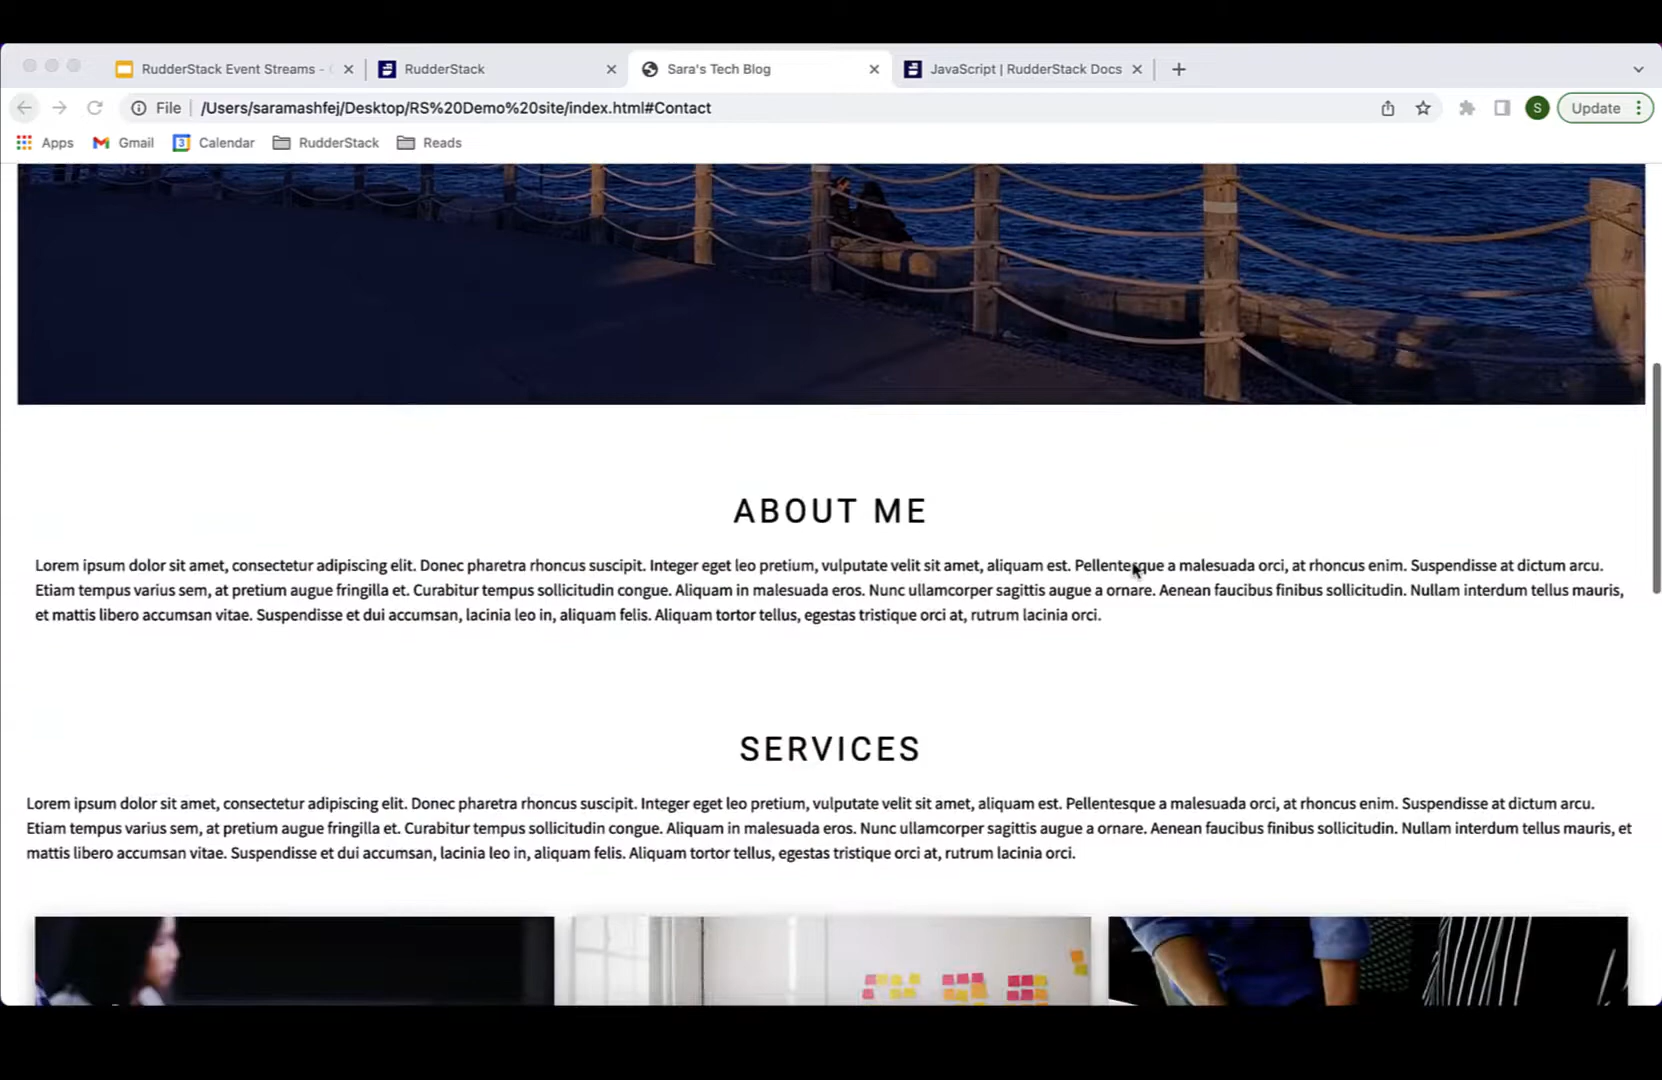 RudderStack Event Streams -
RudderStack
Sara's Tech Blog
JavaScript | RudderStack Docs
File
/Users/saramashfej/Desktop/RS%20Demo%20site/index.html#Contact
S
Update
Apps
Gmail
3
Calendar
RudderStack
Reads
ABOUT ME
Lorem ipsum dolor sit amet, consectetur adipiscing elit. Donec pharetra rhoncus suscipit. Integer eget leo pretium, vulputate velit sit amet, aliquam est. Pellentesque a malesuada orci, at rhoncus enim. Suspendisse at dictum arcu.
Etiam tempus varius sem, at pretium augue fringilla et. Curabitur tempus sollicitudin congue. Aliquam in malesuada eros. Nunc ullamcorper sagittis augue a ornare. Aenean faucibus finibus sollicitudin. Nullam interdum tellus mauris,
et mattis libero accumsan vitae. Suspendisse et dui accumsan, lacinia leo in, aliquam felis. Aliquam tortor tellus, egestas tristique orci at, rutrum lacinia orci.
SERVICES
Lorem ipsum dolor sit amet, consectetur adipiscing elit. Donec pharetra rhoncus suscipit. Integer eget leo pretium, vulputate velit sit amet, aliquam est. Pellentesque a malesuada orci, at rhoncus enim. Suspendisse at dictum arcu.
Etiam tempus varius sem, at pretium augue fringilla et. Curabitur tempus sollicitudin congue. Aliquam in malesuada eros. Nunc ullamcorper sagittis augue a ornare. Aenean faucibus finibus sollicitudin. Nullam interdum tellus mauris, et
mattis libero accumsan vitae. Suspendisse et dui accumsan, lacinia leo in, aliquam felis. Aliquam tortor tellus, egestas tristique orci at, rutrum lacinia orci.